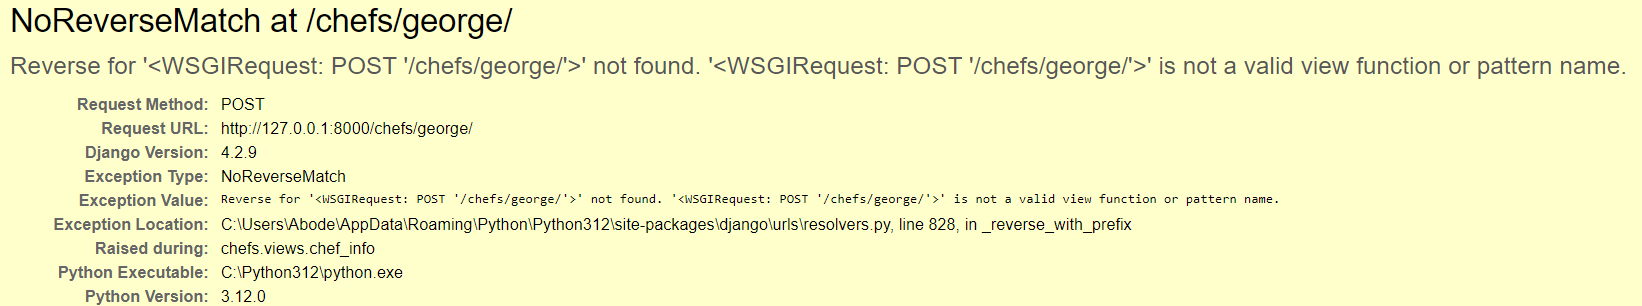 NoReverseMatch at /chefs/george/
Reverse for '<WSGIRequest: POST '/chefs/george/'>' not found. '<WSGIRequest: POST '/chefs/george/'>' is not a valid view function or pattern name.
Request Method: POST
Request URL: http://127.0.0.1:8000/chefs/george/
Django Version: 4.2.9
Exception Type: NoReverseMatch
Exception Value: Reverse for '<WSGIRequest: POST '/chefs/george/'>' not found. '<WSGIRequest: POST '/chefs/george/'>' is not a valid view function or pattern name.
Exception Location: C:\Users\Abode\AppData\Roaming\Python\Python312\site-packages\django\urls\resolvers.py, line 828, in _reverse_with_prefix
Raised during: chefs.views.chef_info
Python Executable: C:\Python312\python.exe
Python Version: 3.12.0